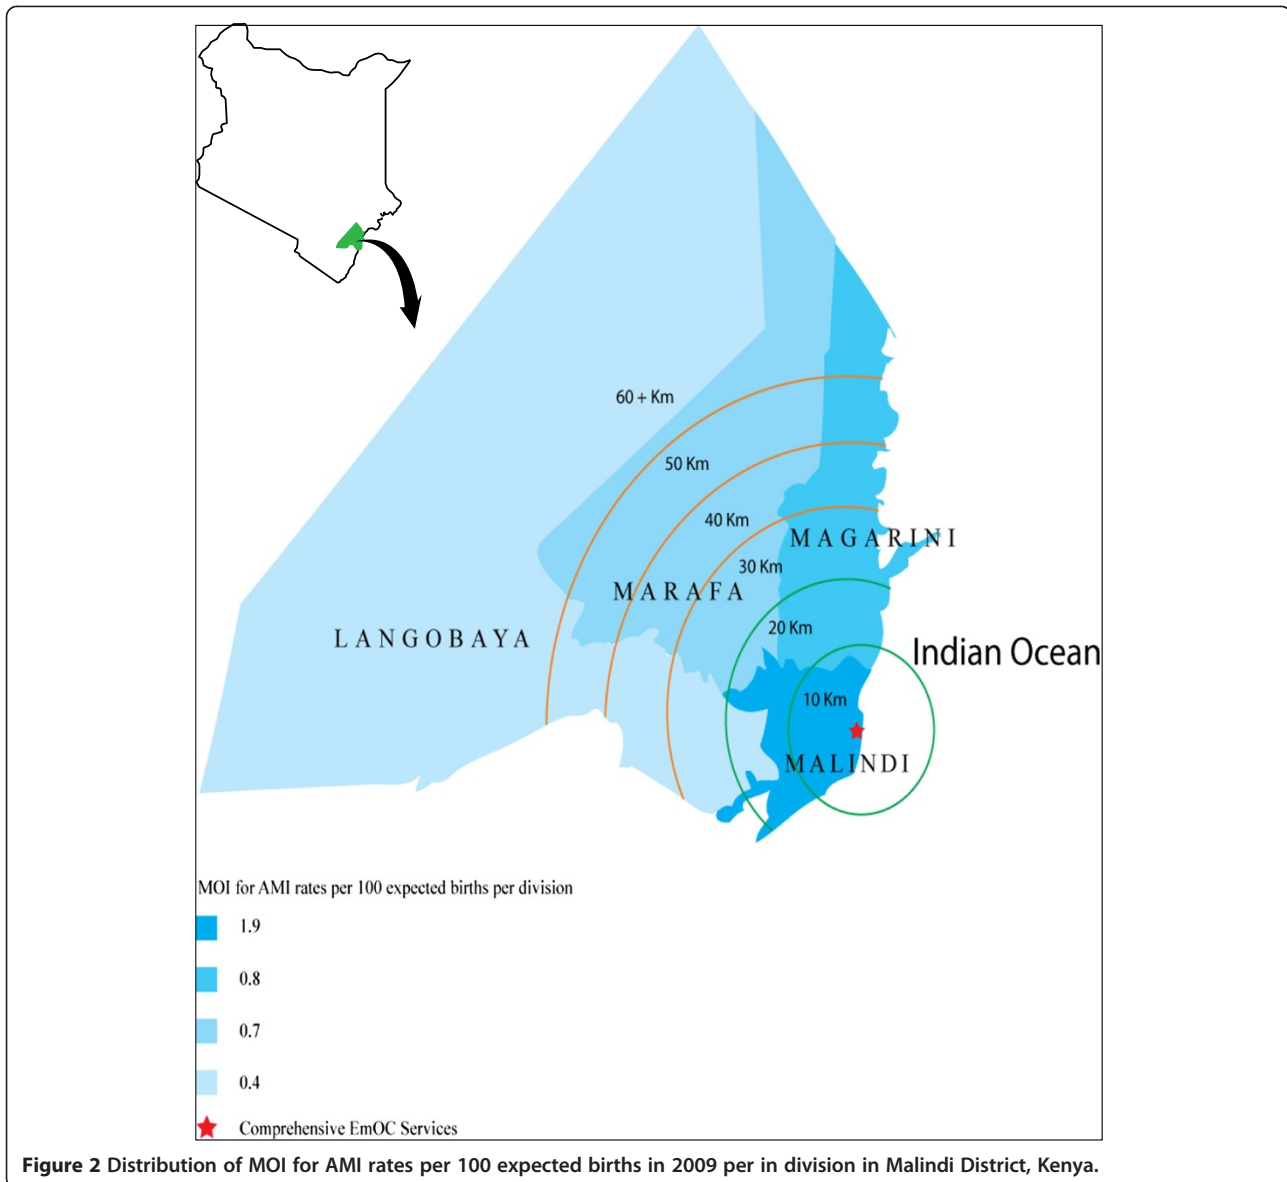 60 + Km
50 Km
40 Km
MAGARINI
30 Km
MARAFA
20 Km
LANGOBAYA
Indian Ocean
10 Km
MALINDI
MOI for AMI rates per 100 expected births per division
1.9
0.8
0.7
0.4
Comprehensive EmOC Services
Figure 2 Distribution of MOI for AMI rates per 100 expected births in 2009 per in division in Malindi District, Kenya.